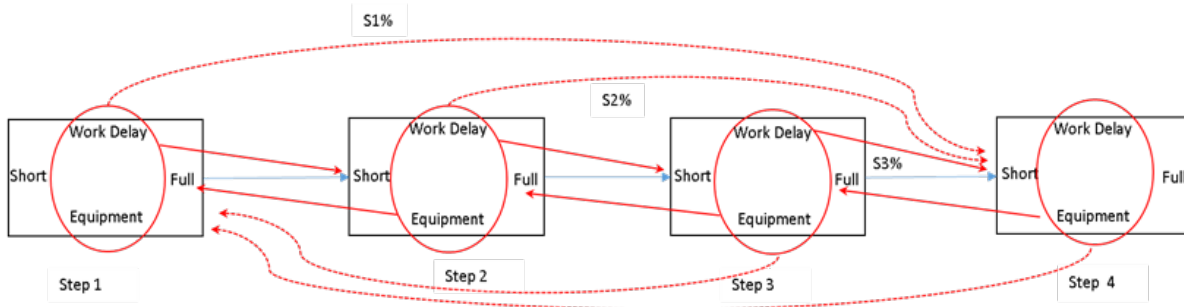 S1%
S2%
Work Delay
Short
Full
Equipment
Step 1
Work Delay
Short
Full
Equipment
Step 2
Work Delay
Short
Full
Equipment
Step 3
S3%
Work Delay
Short
Full
Equipment
Step 4